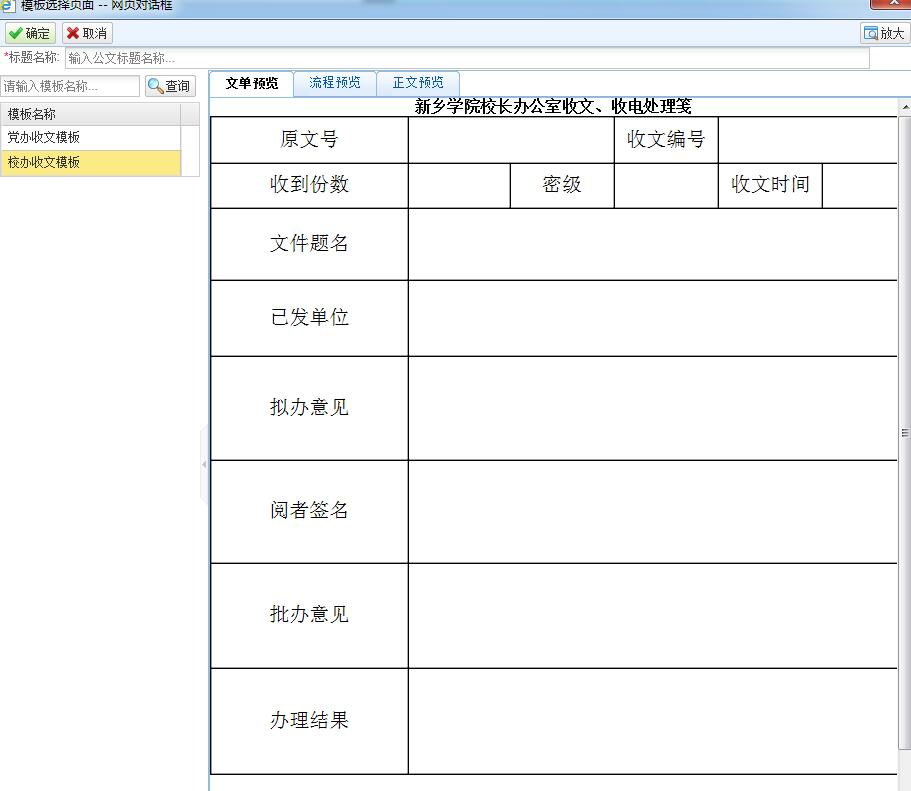 模板选择页面 -- 网页对话框
确定 取消 放大
*标题名称: 输入公文标题名称...
请输入模板名称... 查询
模板名称
党办收文模板
校办收文模板
文单预览 流程预览 正文预览
新乡学院校长办公室收文、收电处理笺
原文号 收文编号
收到份数 密级 收文时间
文件题名
已发单位
拟办意见
阅者签名
批办意见
办理结果